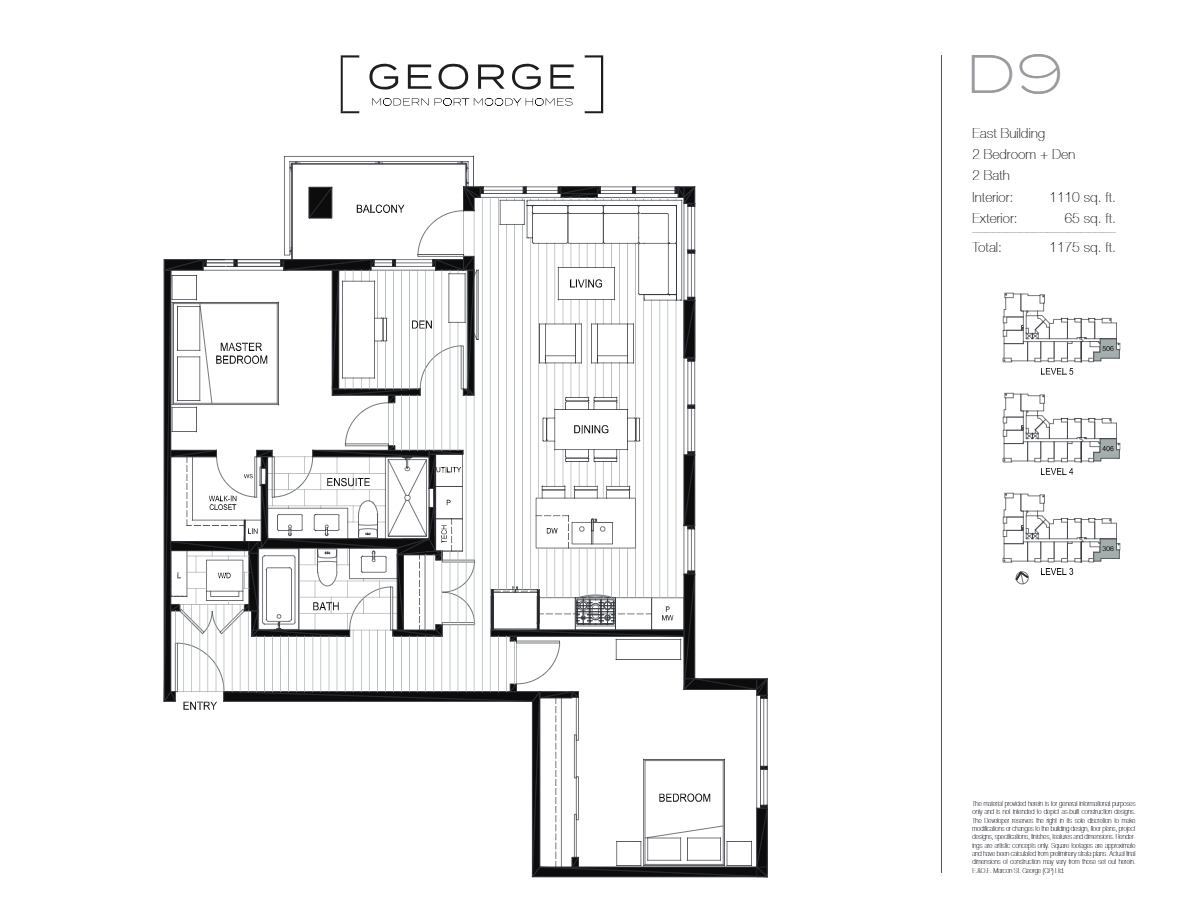 [GEORGE]
MODERN PORT MOODY HOMES
D9
East Building
2 Bedroom + Den
2 Bath
Interior: 1110 sq. ft.
Exterior: 65 sq. ft.
Total: 1175 sq. ft.
BALCONY
LIVING
DEN
MASTER
BEDROOM
DINING
UTILITY
WS
ENSUITE
WALK-IN
CLOSET
P
LIN
TECH
DW
L
W/D
BATH
P
MW
ENTRY
BEDROOM
506
LEVEL 5
406
LEVEL 4
306
LEVEL 3
The material provided herein is for general informational purposes
only and is not intended to depict as-built construction designs.
The Developer reserves the right in its sole discretion to make
modifications or changes to the building design, floor plans, project
designs, specifications, finishes, features and dimensions. Render-
ings are artistic concepts only. Square footages are approximate
and have been calculated from preliminary strata plans. Actual final
dimensions of construction may vary from those set out herein.
E.&O.E. Marcon St. George (GP) Ltd.